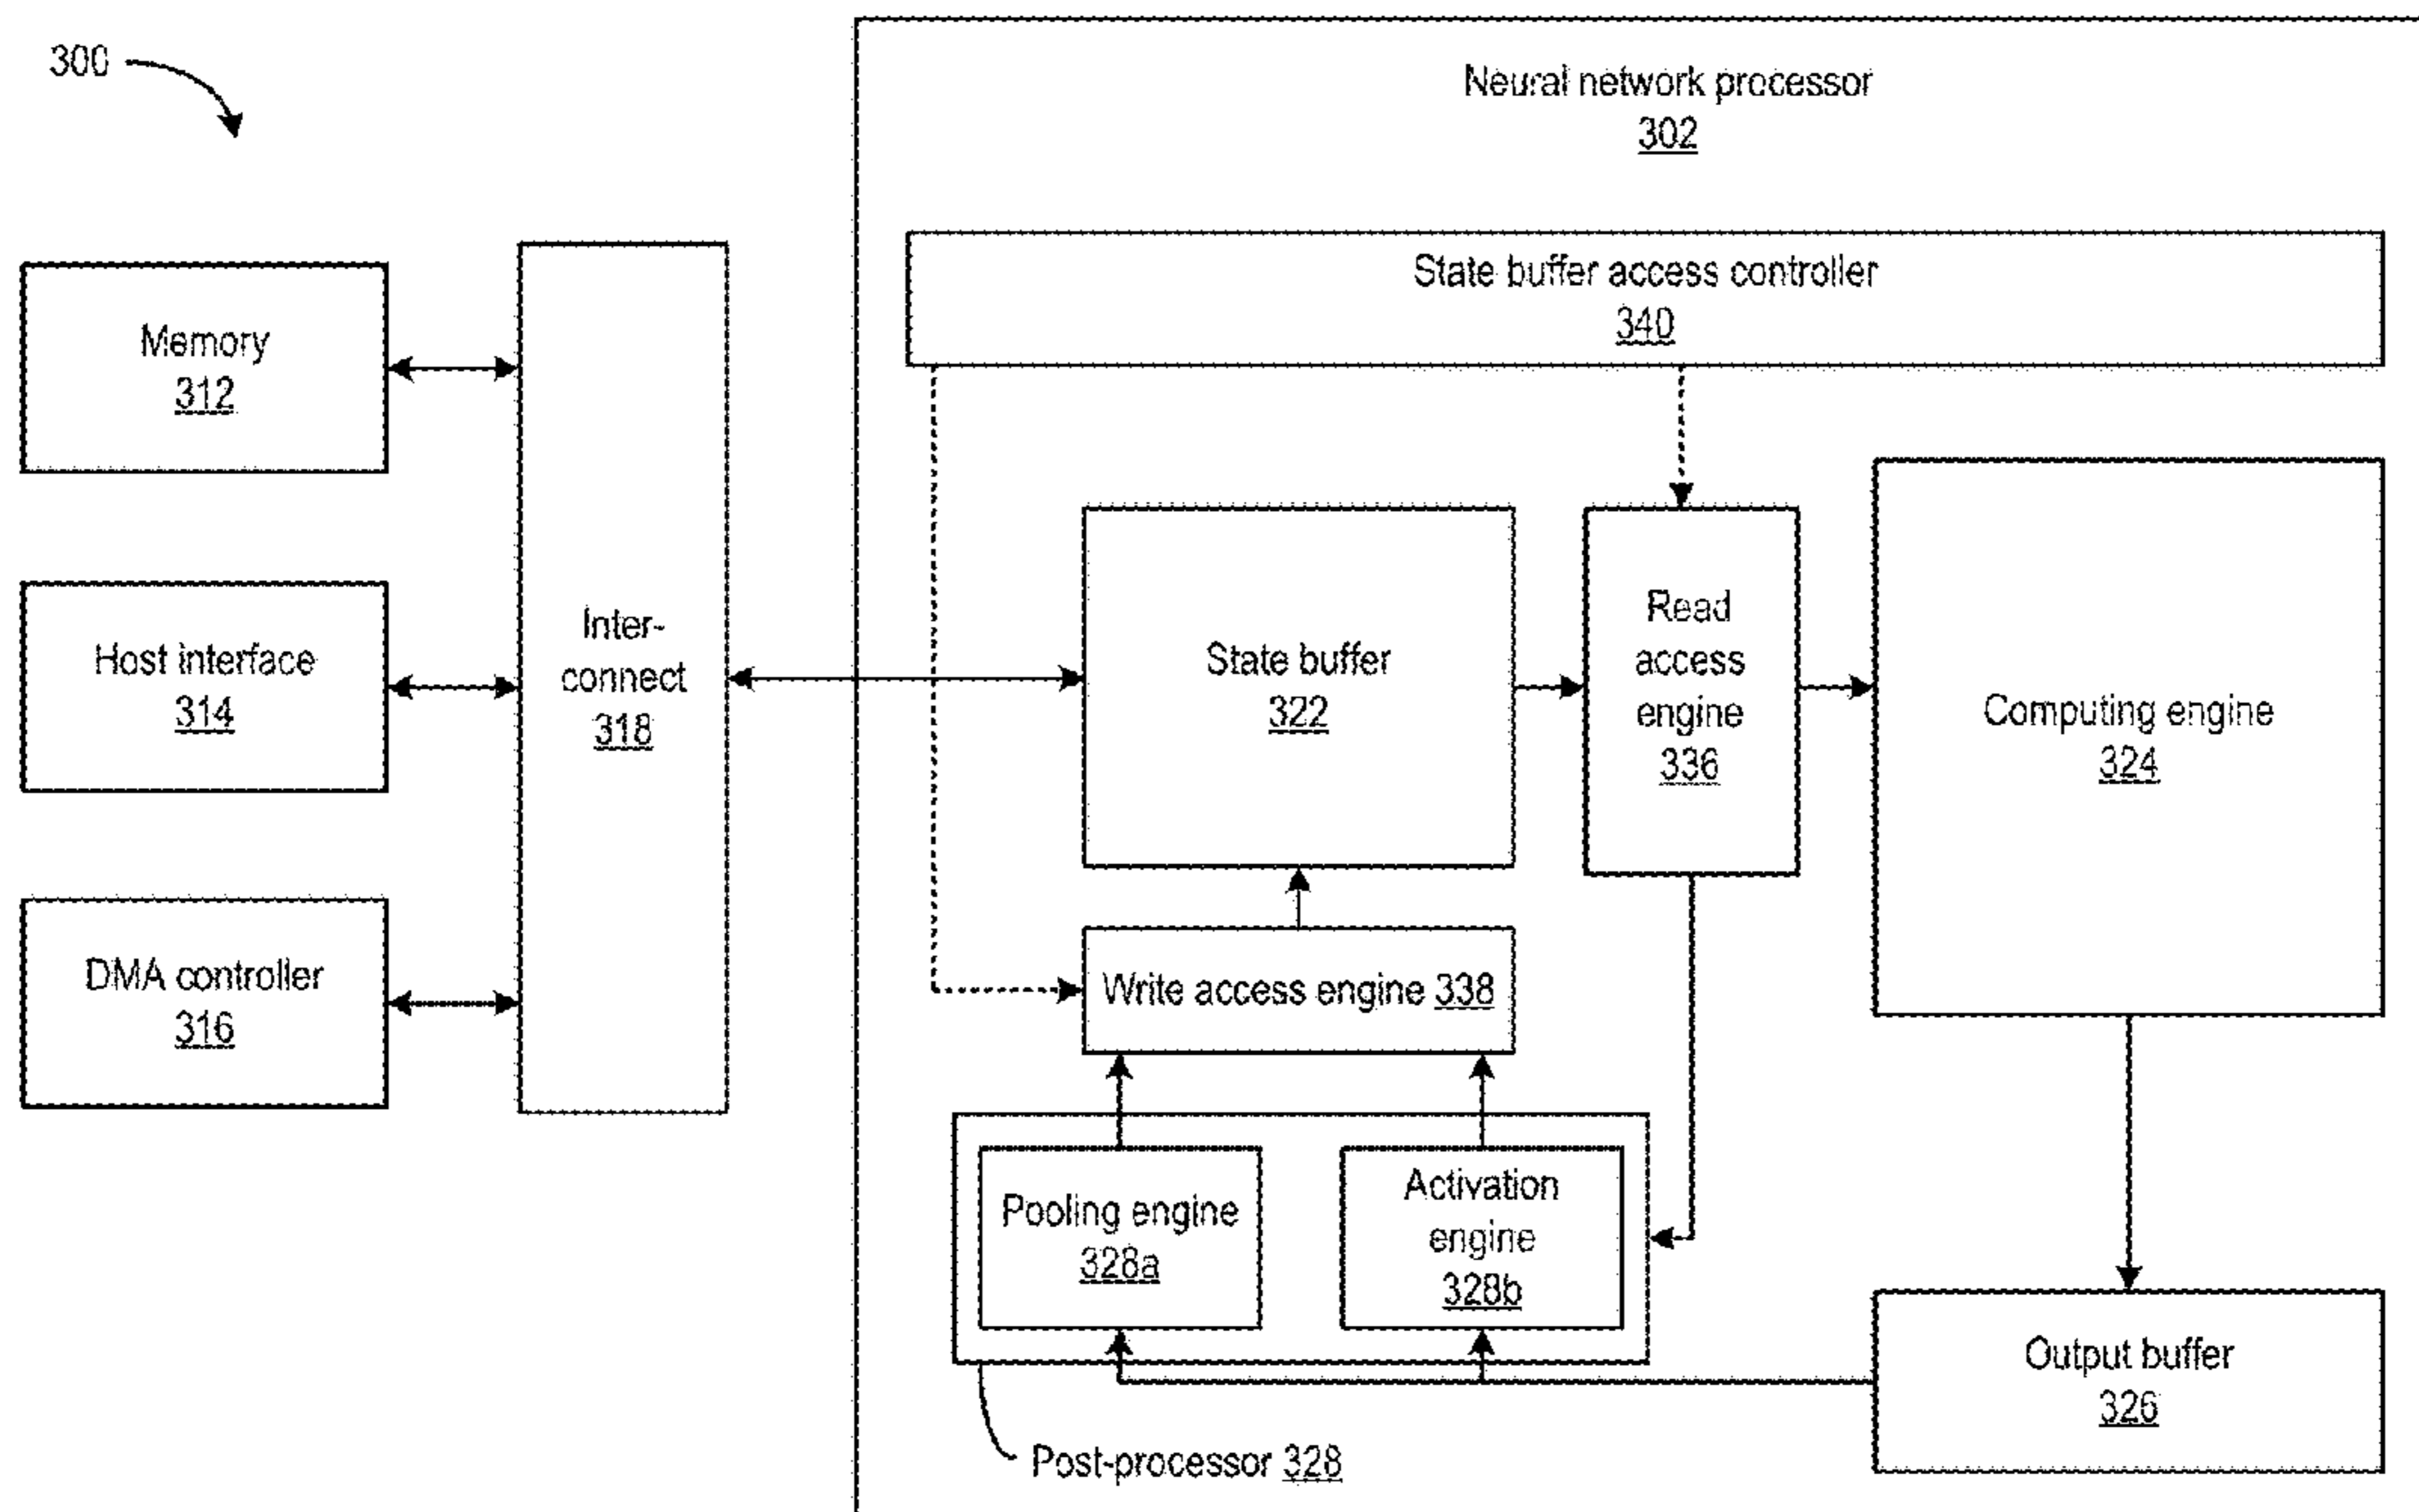 300
Neural network processor
302
State buffer access controller
340
Memory
312
Host interface
314
DMA controller
316
Inter-
connect
318
State buffer
322
Read
access
engine
336
Computing engine
324
Write access engine 338
Pooling engine
328a
Activation
engine
328b
Output buffer
326
Post-processor 328